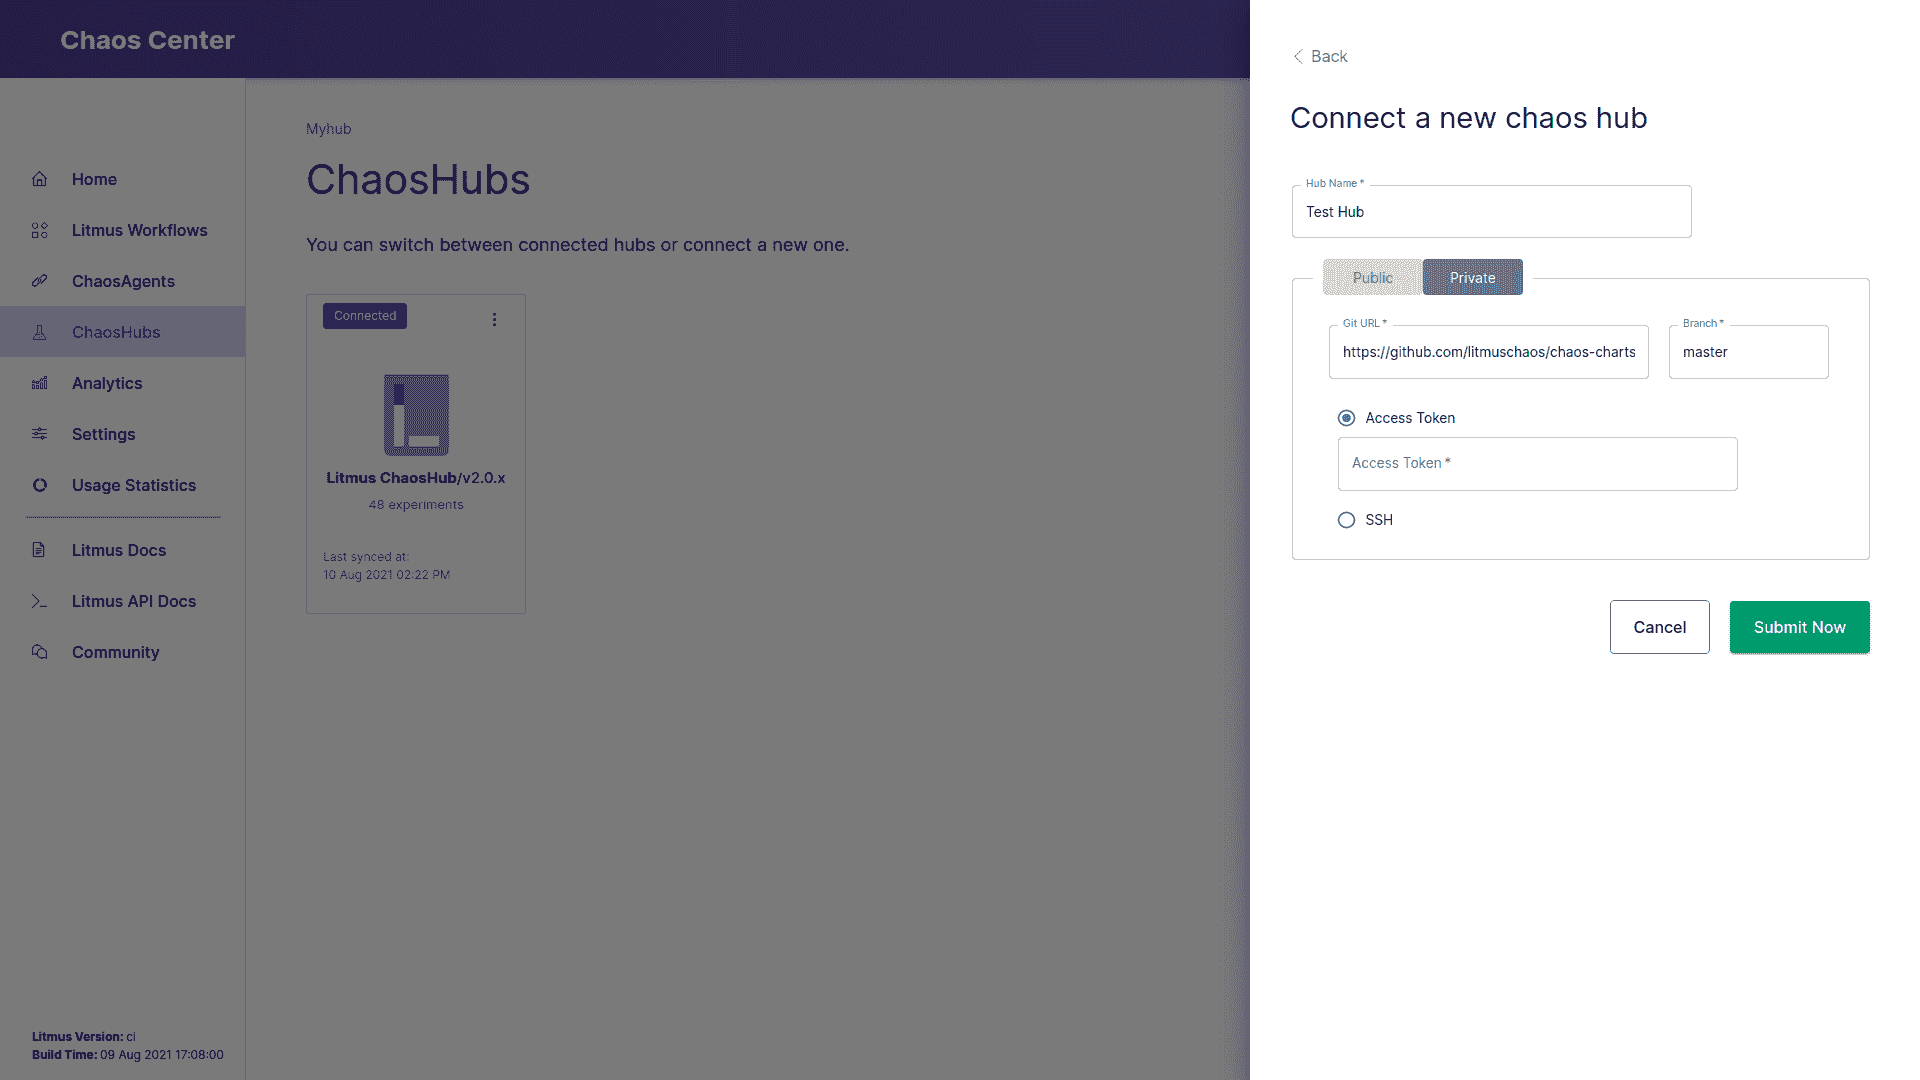 Chaos Center
Home
Litmus Workflows
ChaosAgents
ChaosHubs
Analytics
Settings
Usage Statistics
Litmus Docs
Litmus API Docs
Community
Litmus Version: ci
Build Time: 09 Aug 2021 17:08:00
Myhub
ChaosHubs
You can switch between connected hubs or connect a new one.
Connected
Litmus ChaosHub/v2.0.x
48 experiments
Last synced at:
10 Aug 2021 02:22 PM
Back
Connect a new chaos hub
Hub Name *
Test Hub
Public Private
Git URL * Branch *
https://github.com/litmuschaos/chaos-charts master
Access Token
Access Token *
SSH
Cancel Submit Now